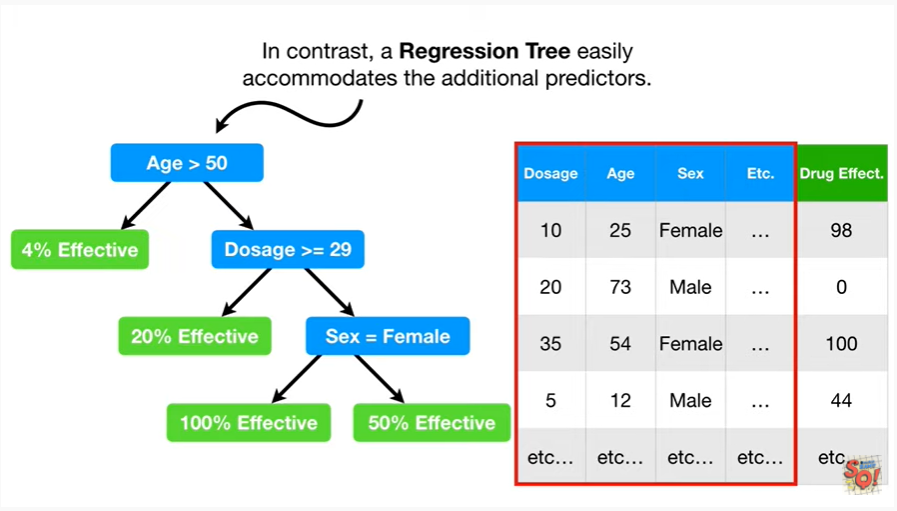 In contrast, a Regression Tree easily
accommodates the additional predictors.
Age > 50
4% Effective
Dosage >= 29
20% Effective
Sex = Female
100% Effective
50% Effective
Dosage Age Sex Etc. Drug Effect.
10 25 Female ... 98
20 73 Male ... 0
35 54 Female ... 100
5 12 Male ... 44
etc... etc... etc... etc... etc
SQ!